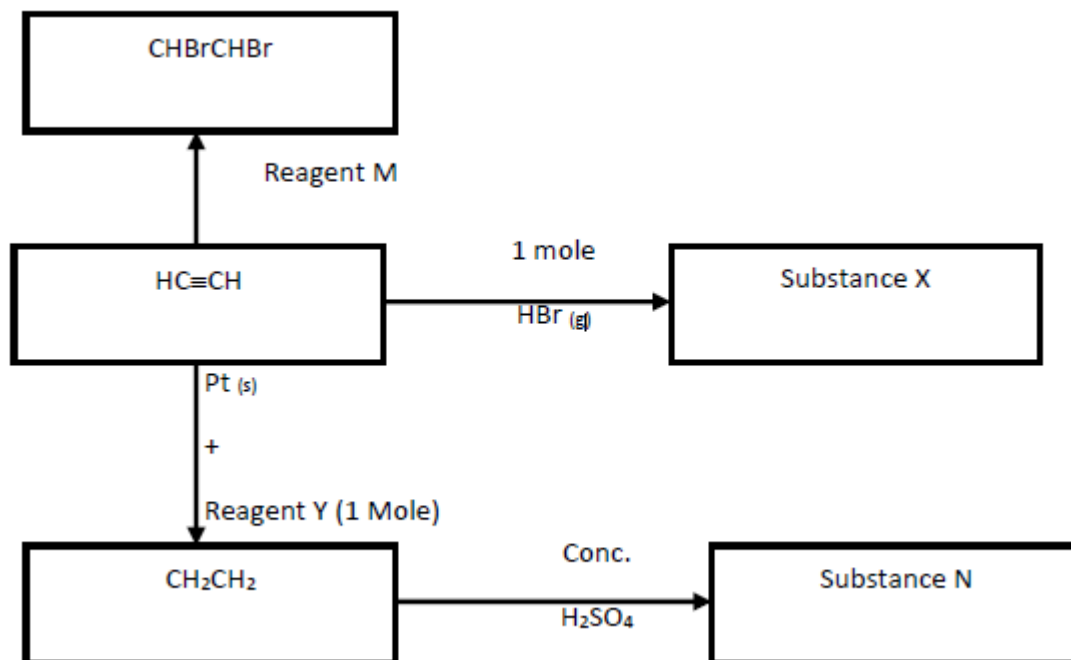 CHBrCHBr
Reagent M
1 mole
HC≡CH
Substance X
HBr (g)
Pt (s)
+
Reagent Y (1 Mole)
Conc.
CH₂CH₂
Substance N
H₂SO₄